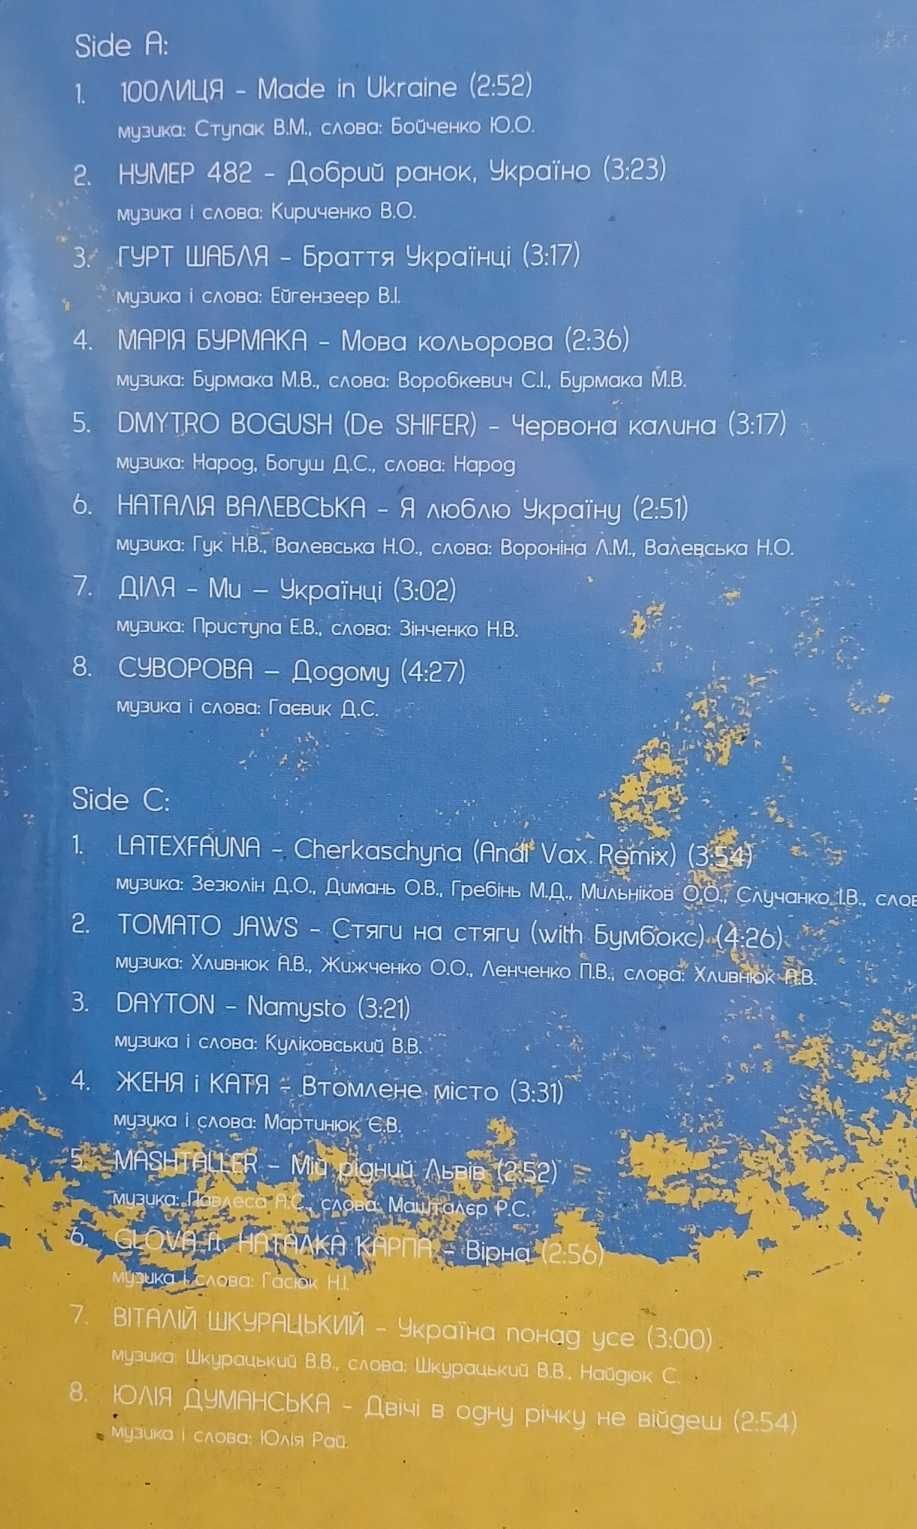 Side A:
1. 100ЛИЦЯ - Made in Ukraine (2:52)
музика: Ступак В.М., слова: Бойченко Ю.О.
2. НУМЕР 482 - Добрий ранок, Україно (3:23)
музика і слова: Кириченко В.О.
3. ГУРТ ШАБЛЯ - Браття Українці (3:17)
музика і слова: Ейгензеер В.І.
4. МАРІЯ БУРМАКА - Мова кольорова (2:36)
музика: Бурмака М.В., слова: Воробкевич С.І., Бурмака М.В.
5. DMYTRO BOGUSH (De SHIFER) - Червона калина (3:17)
музика: Народ, Богуш Д.С., слова: Народ
6. НАТАЛІЯ ВАЛЕВСЬКА - Я люблю Україну (2:51)
музика: Гук Н.В., Валевська Н.О., слова: Вороніна Л.М., Валевська Н.О.
7. ДІЛЯ - Ми – Українці (3:02)
музика: Приступа Е.В., слова: Зінченко Н.В.
8. СУВОРОВА – Додому (4:27)
музика і слова: Гаєвик Д.С.
Side C:
1. LATEXFAUNA - Cherkaschyna (Andi Vax Remix) (3:54)
музика: Зезюлін Д.О., Димань О.В., Гребінь М.Д., Мильніков О.О., Случанко І.В., слов
2. TOMATO JAWS - Стяги на стяги (with Бумбокс) (4:26)
музика: Хливнюк А.В., Жижченко О.О., Ленченко П.В., слова: Хливнюк А.В.
3. DAYTON - Namysto (3:21)
музика і слова: Куліковський В.В.
4. ЖЕНЯ і КАТЯ - Втомлене місто (3:31)
музика і слова: Мартинюк Є.В.
5. MASHTALLER - Мій рідний Львів (2:52)
музика: Павлеса А.С., слова: Машталєр Р.С.
6. GLOVA ft. НАТАЛКА КАРПА - Вірна (2:56)
музика і слова: Гасюк Н.І.
7. ВІТАЛІЙ ШКУРАЦЬКИЙ - Україна понад усе (3:00)
музика: Шкурацький В.В., слова: Шкурацький В.В., Найдюк С.
8. ЮЛІЯ ДУМАНСЬКА - Двічі в одну річку не війдеш (2:54)
музика і слова: Юлія Рай.